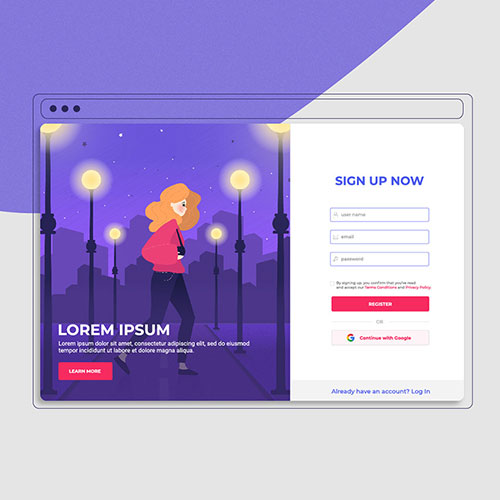 SIGN UP NOW
user name
email
password
By signing up, you confirm that you've read
and accept our Terms Conditions and Privacy Policy
REGISTER
OR
Continue with Google
Already have an account? Log In
LOREM IPSUM
Lorem ipsum dolor sit amet, consectetur adipiscing elit, sed do eiusmod
tempor incididunt ut labore et dolore magna aliqua.
LEARN MORE